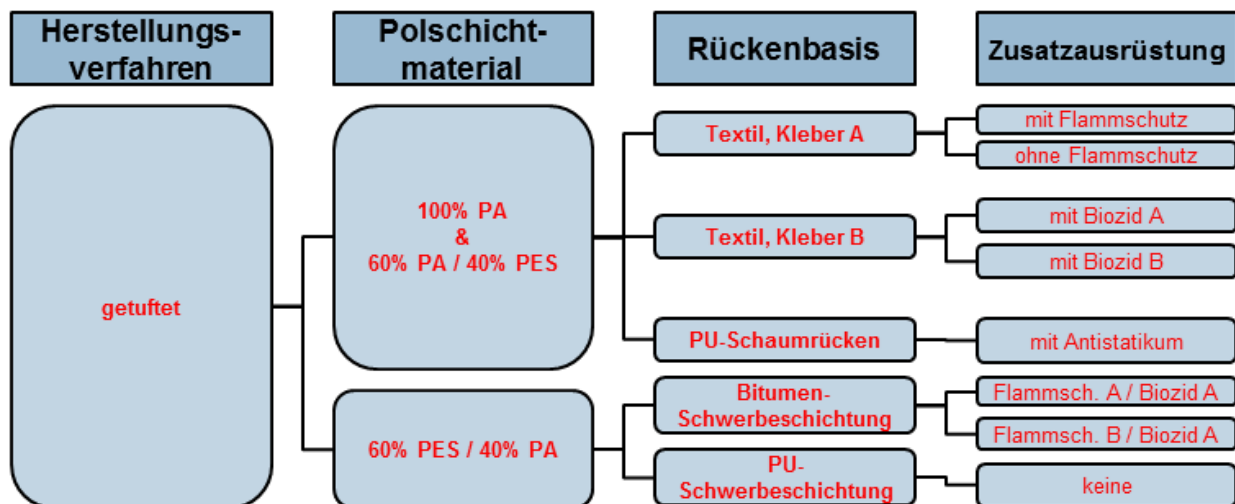 Herstellungs-
verfahren
Polschicht-
material
Rückenbasis
Zusatzausrüstung
getuftet
100% PA
&
60% PA / 40% PES
60% PES / 40% PA
Textil, Kleber A
Textil, Kleber B
PU-Schaumrücken
Bitumen-
Schwerbeschichtung
PU-
Schwerbeschichtung
mit Flammschutz
ohne Flammschutz
mit Biozid A
mit Biozid B
mit Antistatikum
Flammsch. A / Biozid A
Flammsch. B / Biozid A
keine